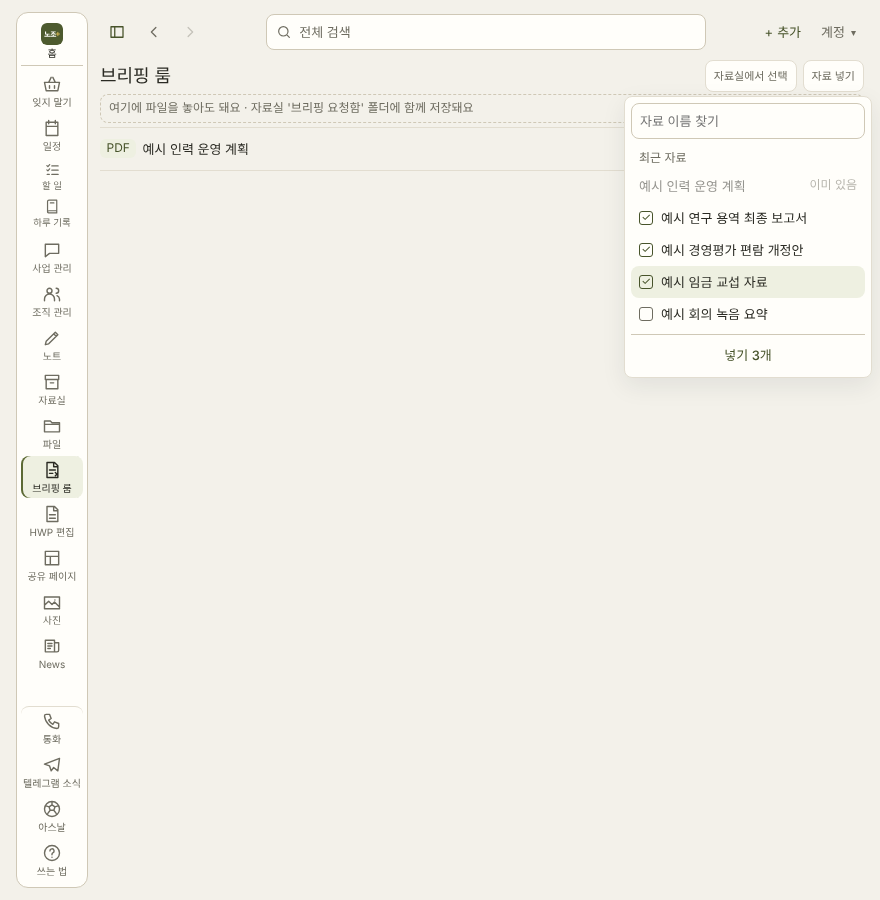 노조+
홈
잊지 말기
일정
할 일
하루 기록
사업 관리
조직 관리
노트
자료실
파일
브리핑 룸
HWP 편집
공유 페이지
사진
News
통화
텔레그램 소식
아스날
쓰는 법
전체 검색
+ 추가
계정 ▾
브리핑 룸
자료실에서 선택
자료 넣기
여기에 파일을 놓아도 돼요 · 자료실 '브리핑 요청함' 폴더에 함께 저장돼요
PDF 예시 인력 운영 계획
자료 이름 찾기
최근 자료
예시 인력 운영 계획 이미 있음
예시 연구 용역 최종 보고서
예시 경영평가 편람 개정안
예시 임금 교섭 자료
예시 회의 녹음 요약
넣기 3개